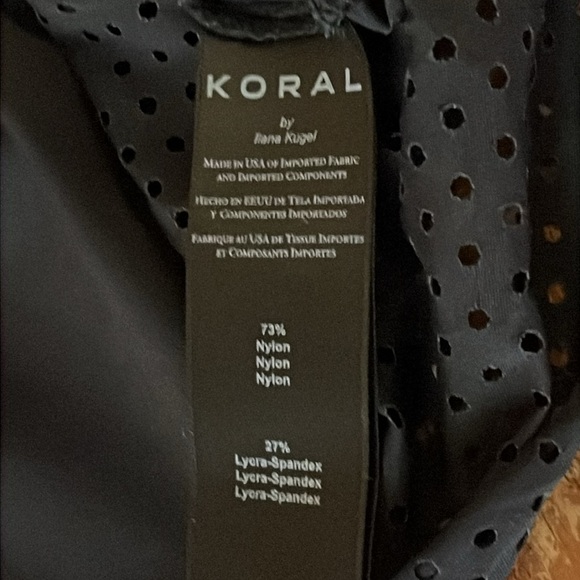 KORAL
by
Ilana Kugel
MADE IN USA OF IMPORTED FABRIC
AND IMPORTED COMPONENTS
HECHO EN EEUU DE TELA IMPORTADA
Y COMPONENTES IMPORTADOS
FABRIQUE AU USA DE TISSUE IMPORTES
ET COMPOSANTS IMPORTES
73%
Nylon
Nylon
Nylon
27%
Lycra-Spandex
Lycra-Spandex
Lycra-Spandex